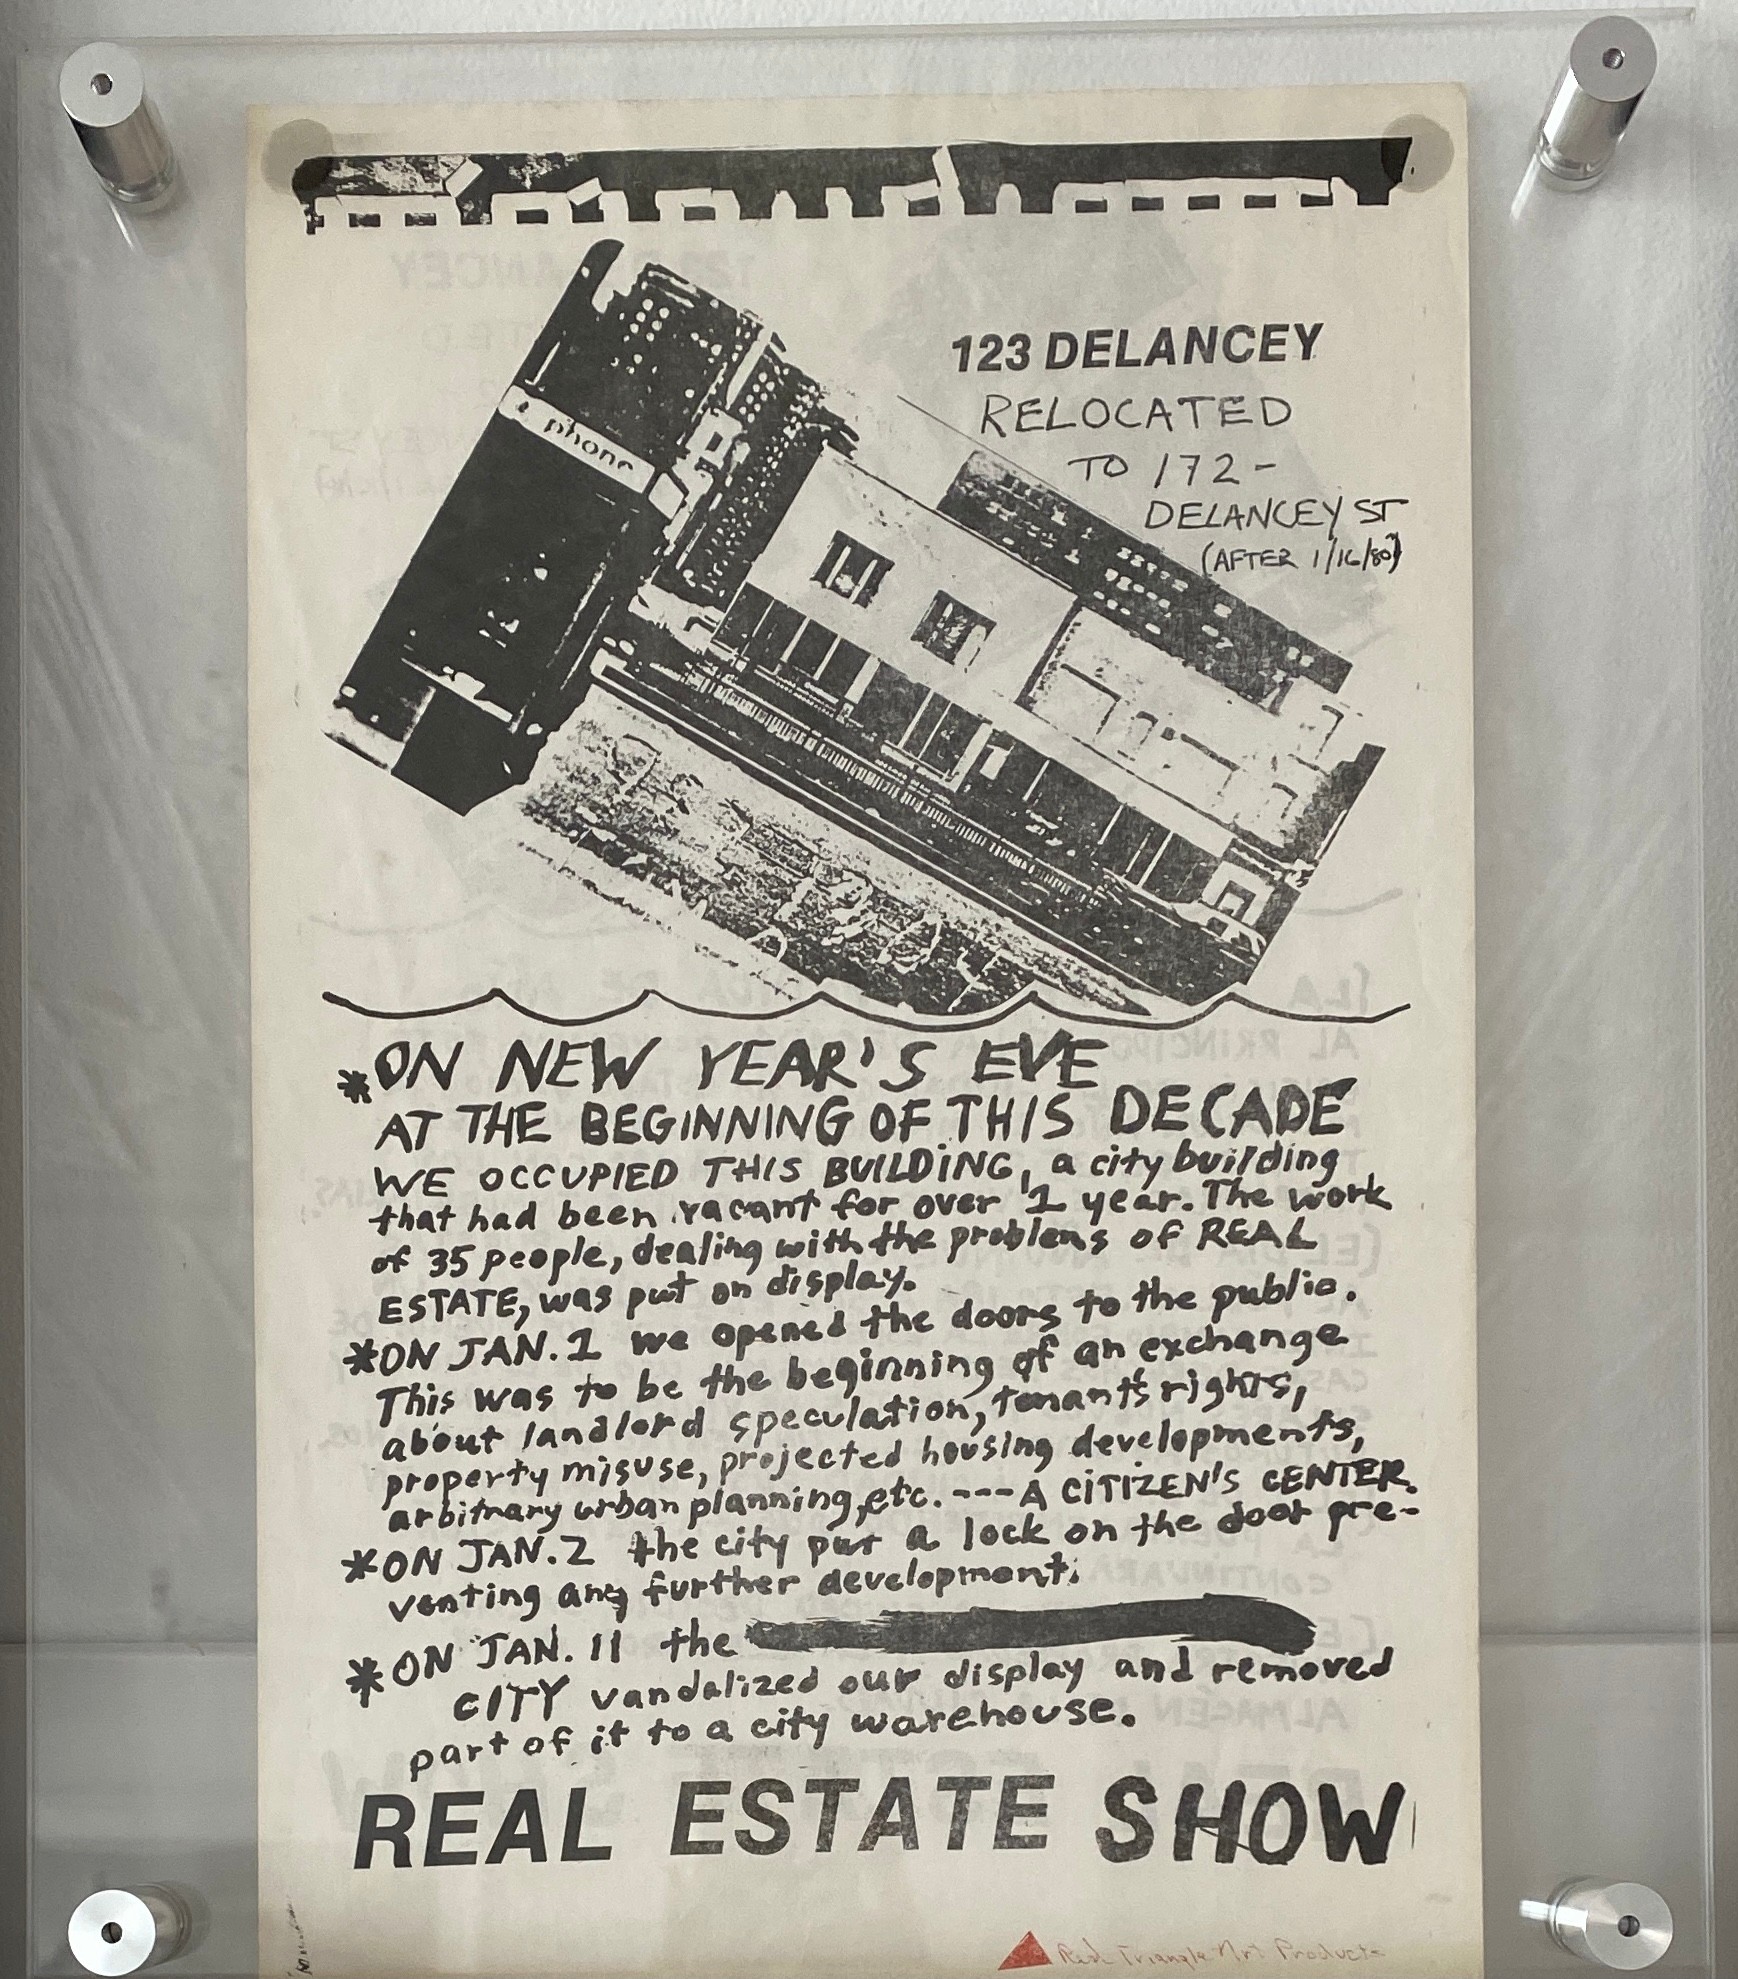 phone
123 DELANCEY
RELOCATED
TO 172-
DELANCEY ST
(AFTER 1/16/80)
*ON NEW YEAR'S EVE
AT THE BEGINNING OF THIS DECADE
WE OCCUPIED THIS BUILDING, a city building
that had been vacant for over 1 year. The work
of 35 people, dealing with the problems of REAL
ESTATE, was put on display.
*ON JAN. 1 we opened the doors to the public.
This was to be the beginning of an exchange
about landlord speculation, tenant's rights,
property misuse, projected housing developments,
arbitrary urban planning, etc. --- A CITIZEN'S CENTER.
*ON JAN. 2 the city put a lock on the door pre-
venting any further development.
*ON JAN. 11 the
CITY vandalized our display and removed
part of it to a city warehouse.
REAL ESTATE SHOW
Red Triangle Art Products